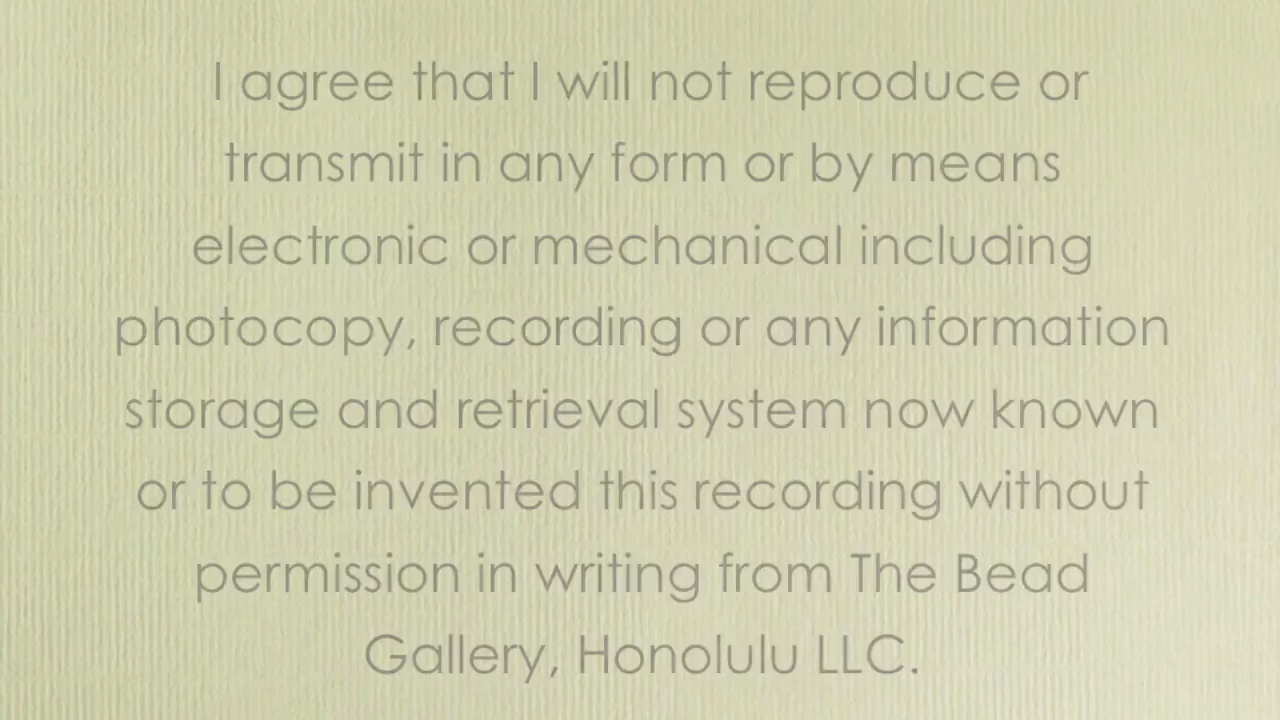 I agree that I will not reproduce or
transmit in any form or by means
electronic or mechanical including
photocopy, recording or any information
storage and retrieval system now known
or to be invented this recording without
permission in writing from The Bead
Gallery, Honolulu LLC.